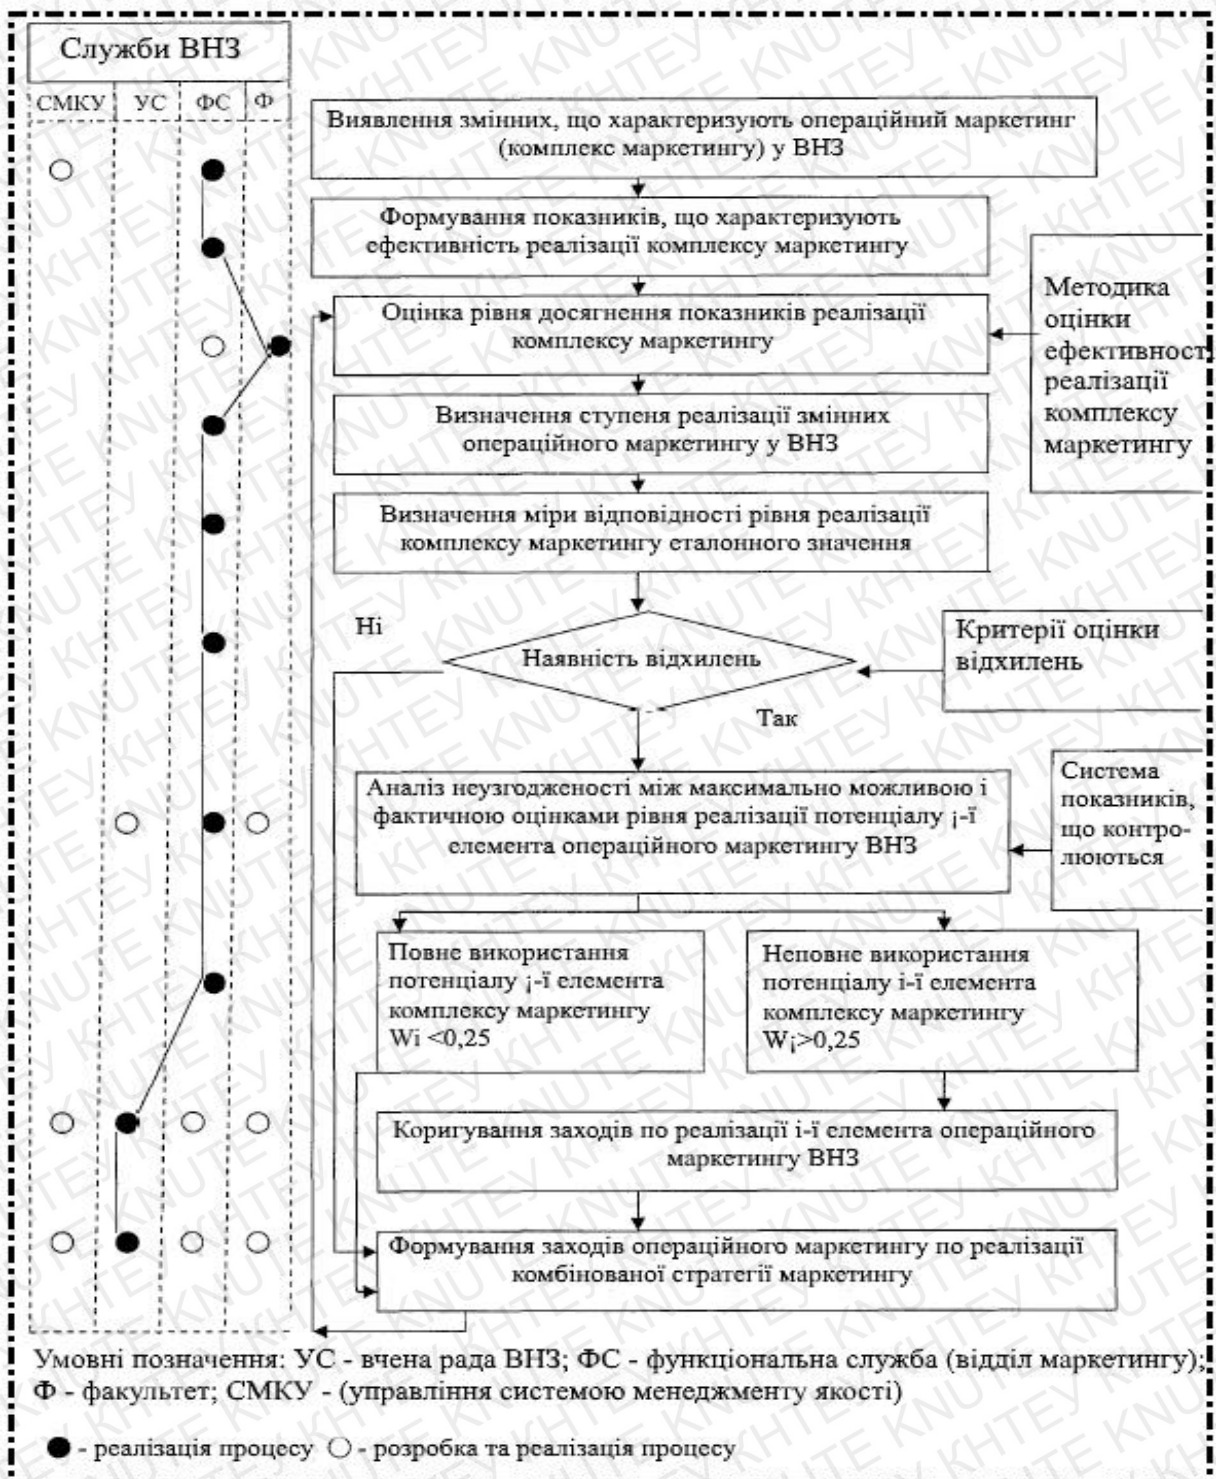 Служби ВНЗ
СМКУ УС ФС Ф
Виявлення змінних, що характеризують операційний маркетинг
(комплекс маркетингу) у ВНЗ
Формування показників, що характеризують
ефективність реалізації комплексу маркетингу
Оцінка рівня досягнення показників реалізації
комплексу маркетингу
Методика
оцінки
ефективності
реалізації
комплексу
маркетингу
Визначення ступеня реалізації змінних
операційного маркетингу у ВНЗ
Визначення міри відповідності рівня реалізації
комплексу маркетингу еталонного значення
Ні
Наявність відхилень
Критерії оцінки
відхилень
Так
Аналіз неузгодженості між максимально можливою і
фактичною оцінками рівня реалізації потенціалу ¡-ї
елемента операційного маркетингу ВНЗ
Система
показників,
що контро-
люються
Повне використання
потенціалу ¡-ї елемента
комплексу маркетингу
Wi <0,25
Неповне використання
потенціалу і-ї елемента
комплексу маркетингу
W¡>0,25
Коригування заходів по реалізації і-ї елемента операційного
маркетингу ВНЗ
Формування заходів операційного маркетингу по реалізації
комбінованої стратегії маркетингу
Умовні позначення: УС - вчена рада ВНЗ; ФС - функціональна служба (відділ маркетингу);
Ф - факультет; СМКУ - (управління системою менеджменту якості)
● - реалізація процесу ○ - розробка та реалізація процесу